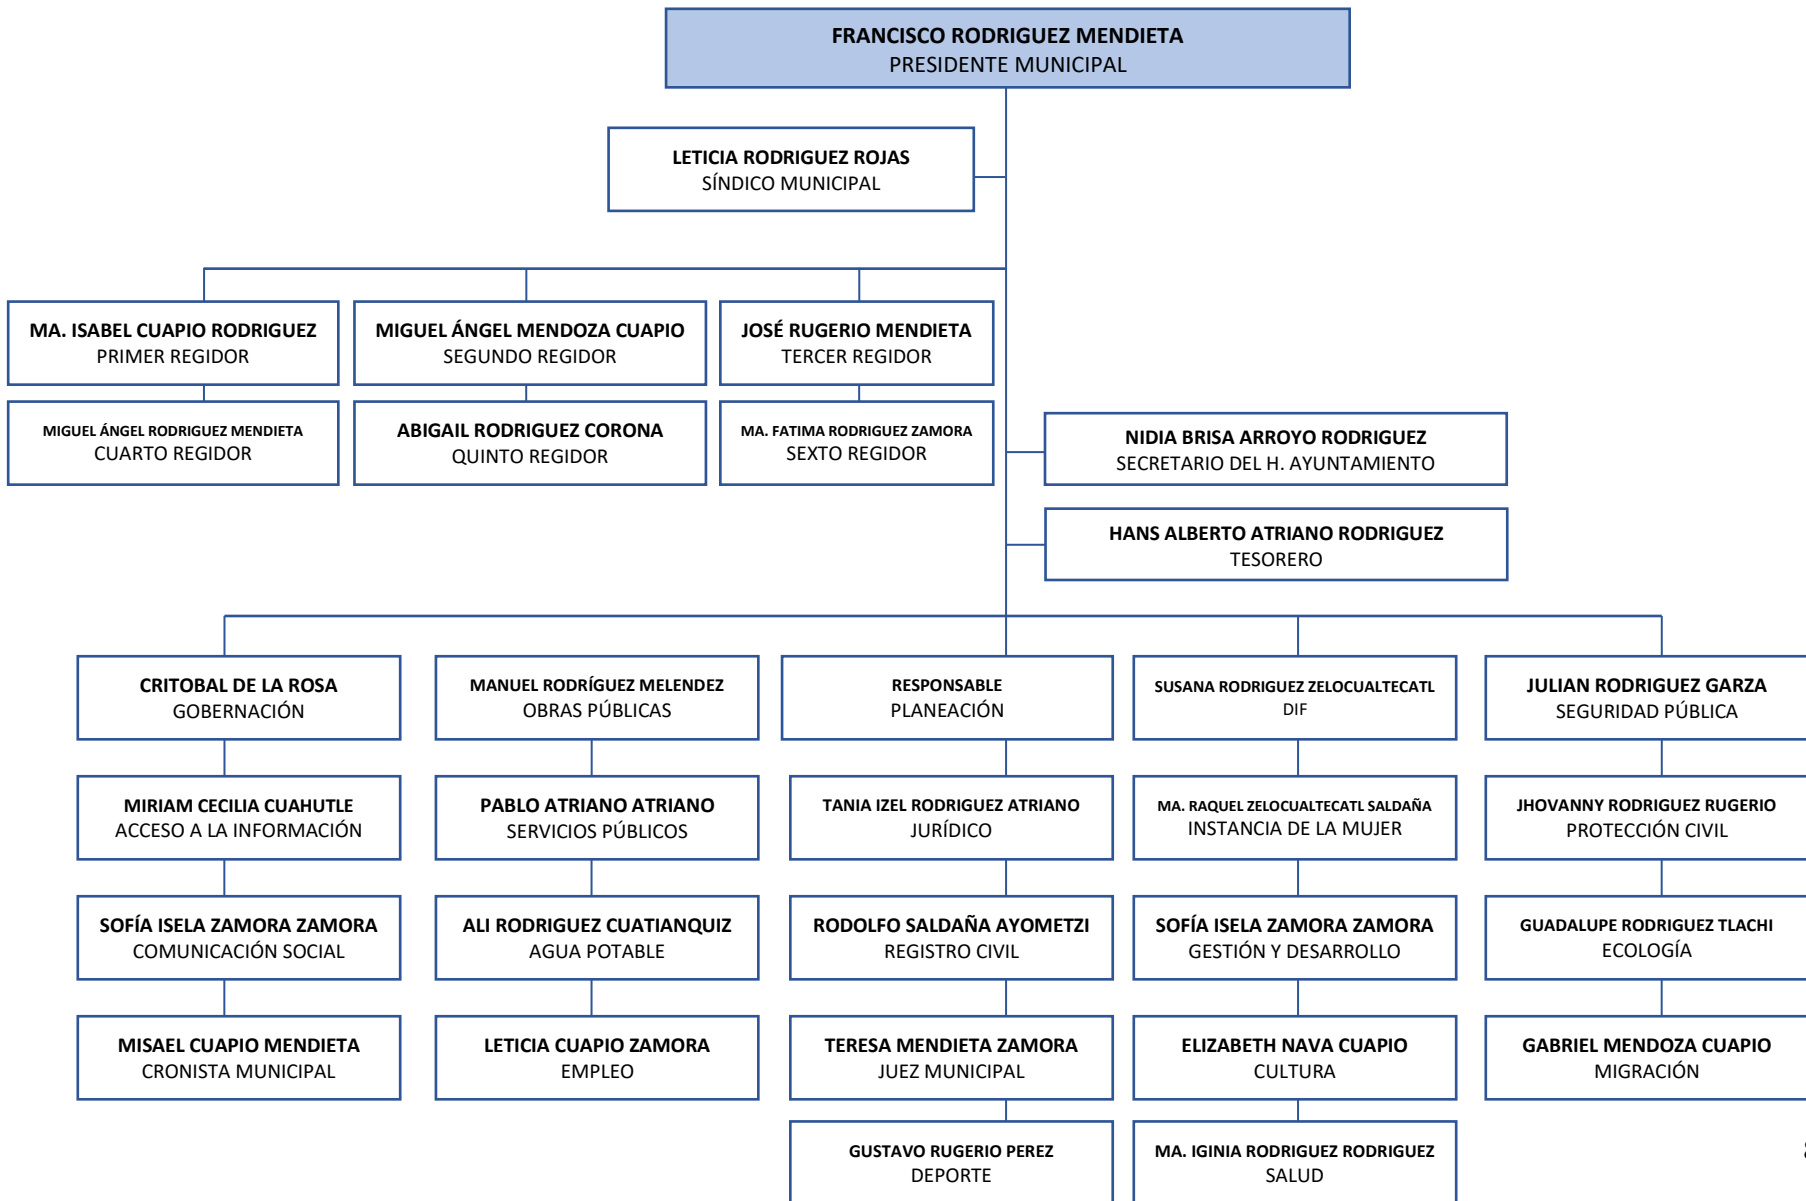 FRANCISCO RODRIGUEZ MENDIETA
PRESIDENTE MUNICIPAL
LETICIA RODRIGUEZ ROJAS
SÍNDICO MUNICIPAL
MA. ISABEL CUAPIO RODRIGUEZ
PRIMER REGIDOR
MIGUEL ÁNGEL MENDOZA CUAPIO
SEGUNDO REGIDOR
JOSÉ RUGERIO MENDIETA
TERCER REGIDOR
MIGUEL ÁNGEL RODRIGUEZ MENDIETA
CUARTO REGIDOR
ABIGAIL RODRIGUEZ CORONA
QUINTO REGIDOR
MA. FATIMA RODRIGUEZ ZAMORA
SEXTO REGIDOR
NIDIA BRISA ARROYO RODRIGUEZ
SECRETARIO DEL H. AYUNTAMIENTO
HANS ALBERTO ATRIANO RODRIGUEZ
TESORERO
CRITOBAL DE LA ROSA
GOBERNACIÓN
MANUEL RODRÍGUEZ MELENDEZ
OBRAS PÚBLICAS
RESPONSABLE
PLANEACIÓN
SUSANA RODRIGUEZ ZELOCUALTECATL
DIF
JULIAN RODRIGUEZ GARZA
SEGURIDAD PÚBLICA
MIRIAM CECILIA CUAHUTLE
ACCESO A LA INFORMACIÓN
PABLO ATRIANO ATRIANO
SERVICIOS PÚBLICOS
TANIA IZEL RODRIGUEZ ATRIANO
JURÍDICO
MA. RAQUEL ZELOCUALTECATL SALDAÑA
INSTANCIA DE LA MUJER
JHOVANNY RODRIGUEZ RUGERIO
PROTECCIÓN CIVIL
SOFÍA ISELA ZAMORA ZAMORA
COMUNICACIÓN SOCIAL
ALI RODRIGUEZ CUATIANQUIZ
AGUA POTABLE
RODOLFO SALDAÑA AYOMETZI
REGISTRO CIVIL
SOFÍA ISELA ZAMORA ZAMORA
GESTIÓN Y DESARROLLO
GUADALUPE RODRIGUEZ TLACHI
ECOLOGÍA
MISAEL CUAPIO MENDIETA
CRONISTA MUNICIPAL
LETICIA CUAPIO ZAMORA
EMPLEO
TERESA MENDIETA ZAMORA
JUEZ MUNICIPAL
ELIZABETH NAVA CUAPIO
CULTURA
GABRIEL MENDOZA CUAPIO
MIGRACIÓN
GUSTAVO RUGERIO PEREZ
DEPORTE
MA. IGINIA RODRIGUEZ RODRIGUEZ
SALUD